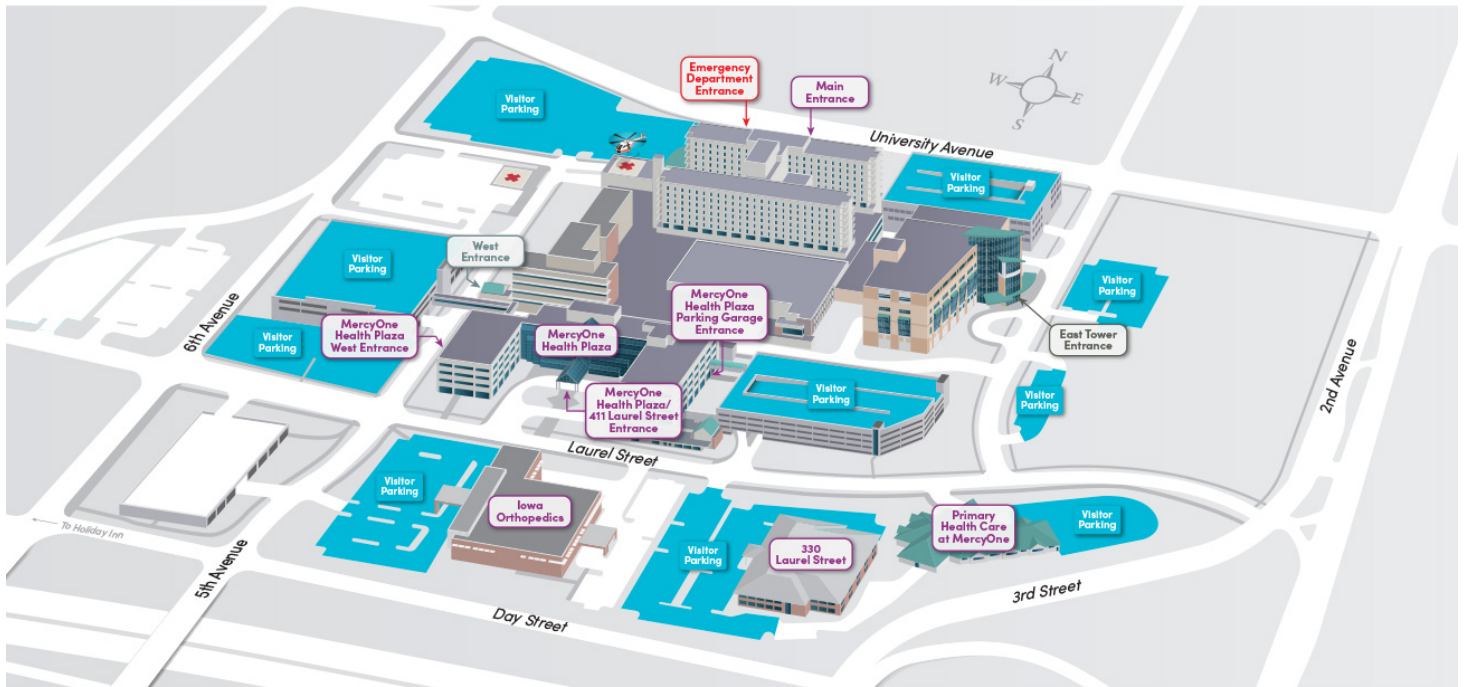 Emergency
Department
Entrance
Main
Entrance
N
W
E
S
Visitor
Parking
University Avenue
Visitor
Parking
West
Entrance
Visitor
Parking
Visitor
Parking
MercyOne
Health Plaza
Parking Garage
Entrance
6th Avenue
MercyOne
Health Plaza
West Entrance
MercyOne
Health Plaza
East Tower
Entrance
2nd Avenue
Visitor
Parking
Visitor
Parking
MercyOne
Health Plaza/
411 Laurel Street
Entrance
Visitor
Parking
Laurel Street
Visitor
Parking
Iowa
Orthopedics
Primary
Health Care
at MercyOne
Visitor
Parking
To Holiday Inn
Visitor
Parking
330
Laurel Street
5th Avenue
3rd Street
Day Street